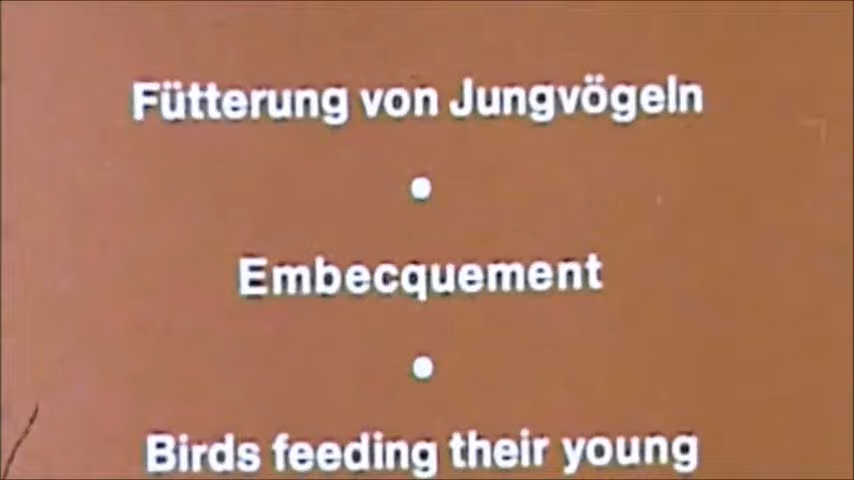 Fütterung von Jungvögeln
•
Embecquement
•
Birds feeding their young